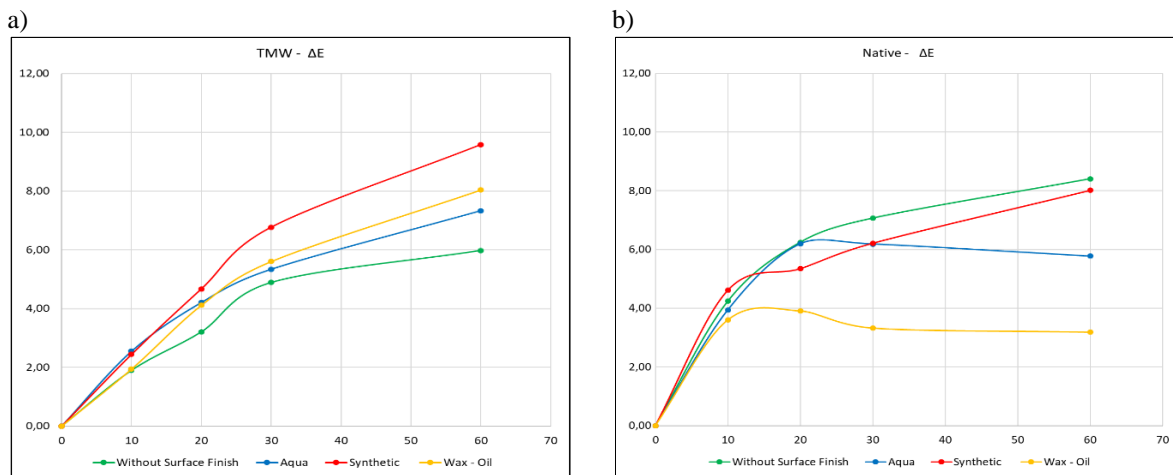 a)
TMW - ΔE
12,00
10,00
8,00
6,00
4,00
2,00
0,00
0 10 20 30 40 50 60 70
Without Surface Finish Aqua Synthetic Wax - Oil
b)
Native - ΔE
12,00
10,00
8,00
6,00
4,00
2,00
0,00
0 10 20 30 40 50 60 70
Without Surface Finish Aqua Synthetic Wax - Oil